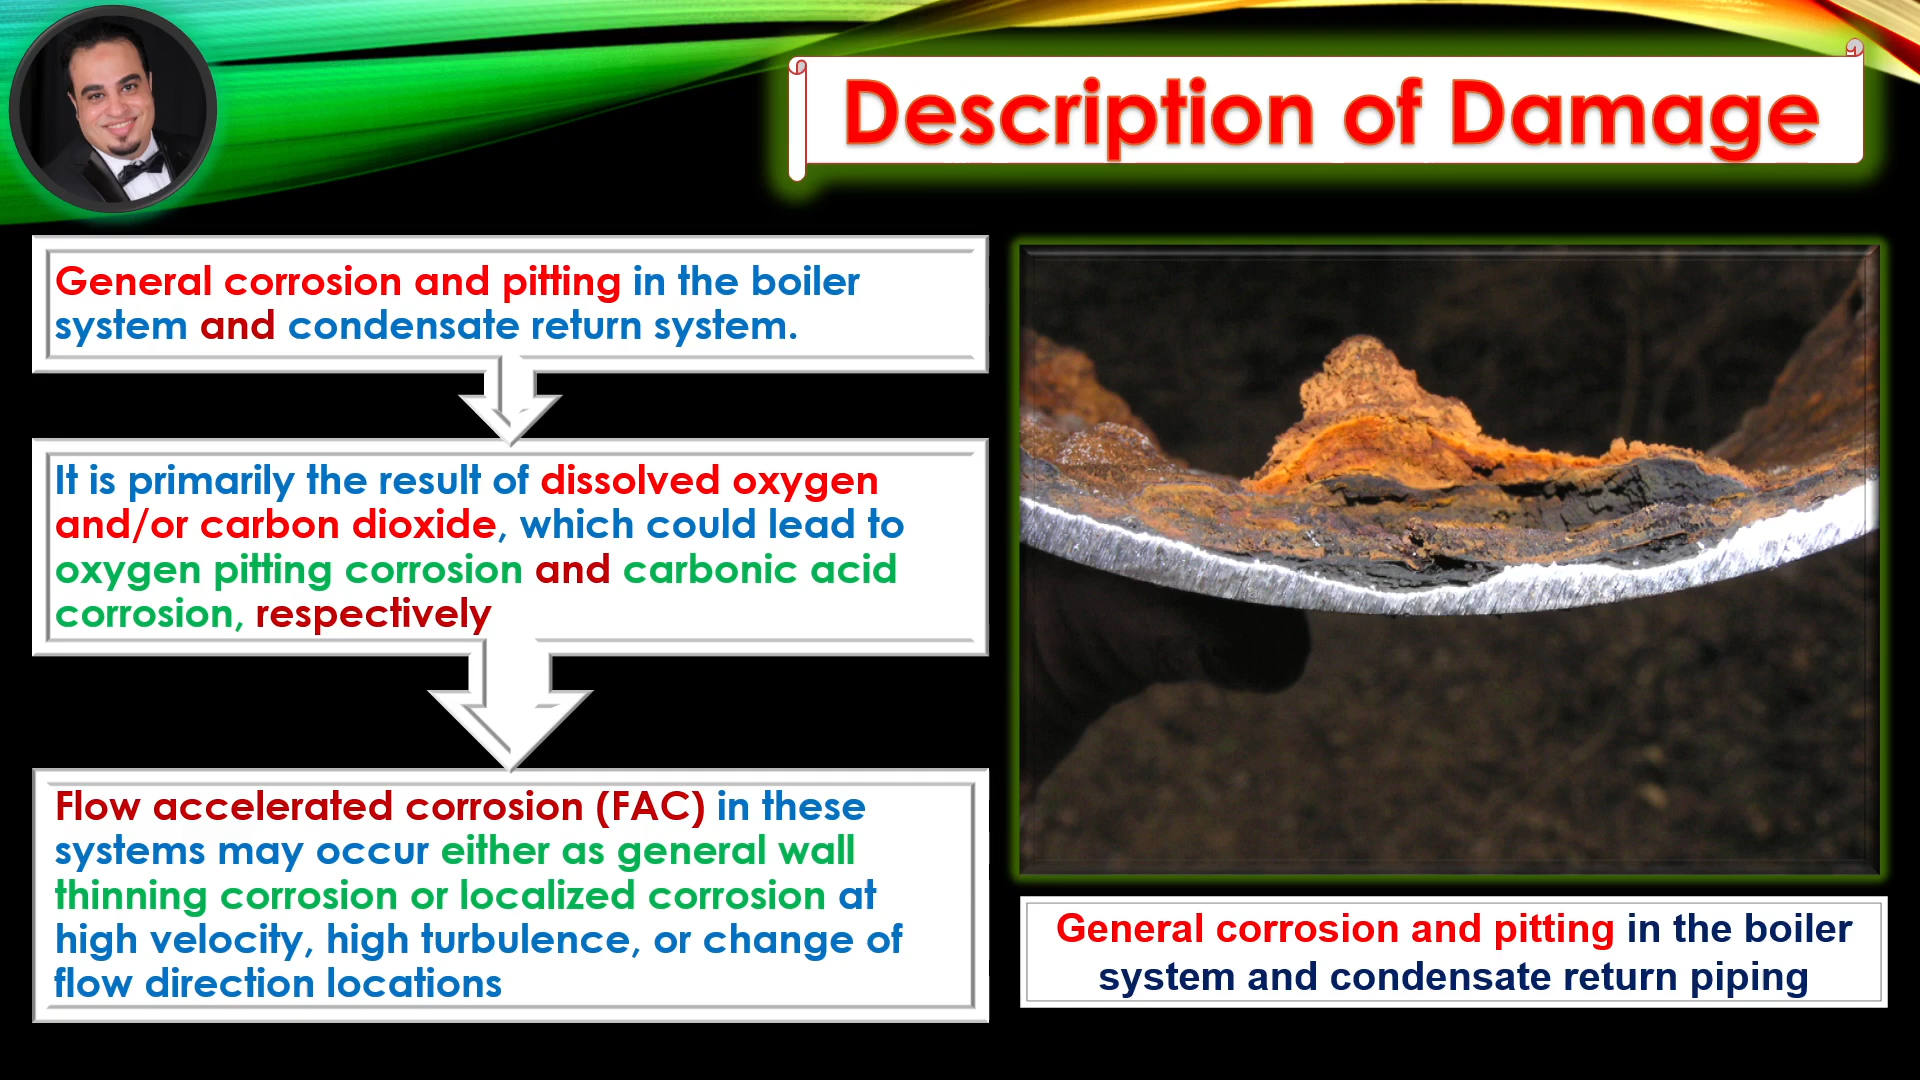 Description of Damage
General corrosion and pitting in the boiler
system and condensate return system.
It is primarily the result of dissolved oxygen
and/or carbon dioxide, which could lead to
oxygen pitting corrosion and carbonic acid
corrosion, respectively
Flow accelerated corrosion (FAC) in these
systems may occur either as general wall
thinning corrosion or localized corrosion at
high velocity, high turbulence, or change of
flow direction locations
General corrosion and pitting in the boiler
system and condensate return piping